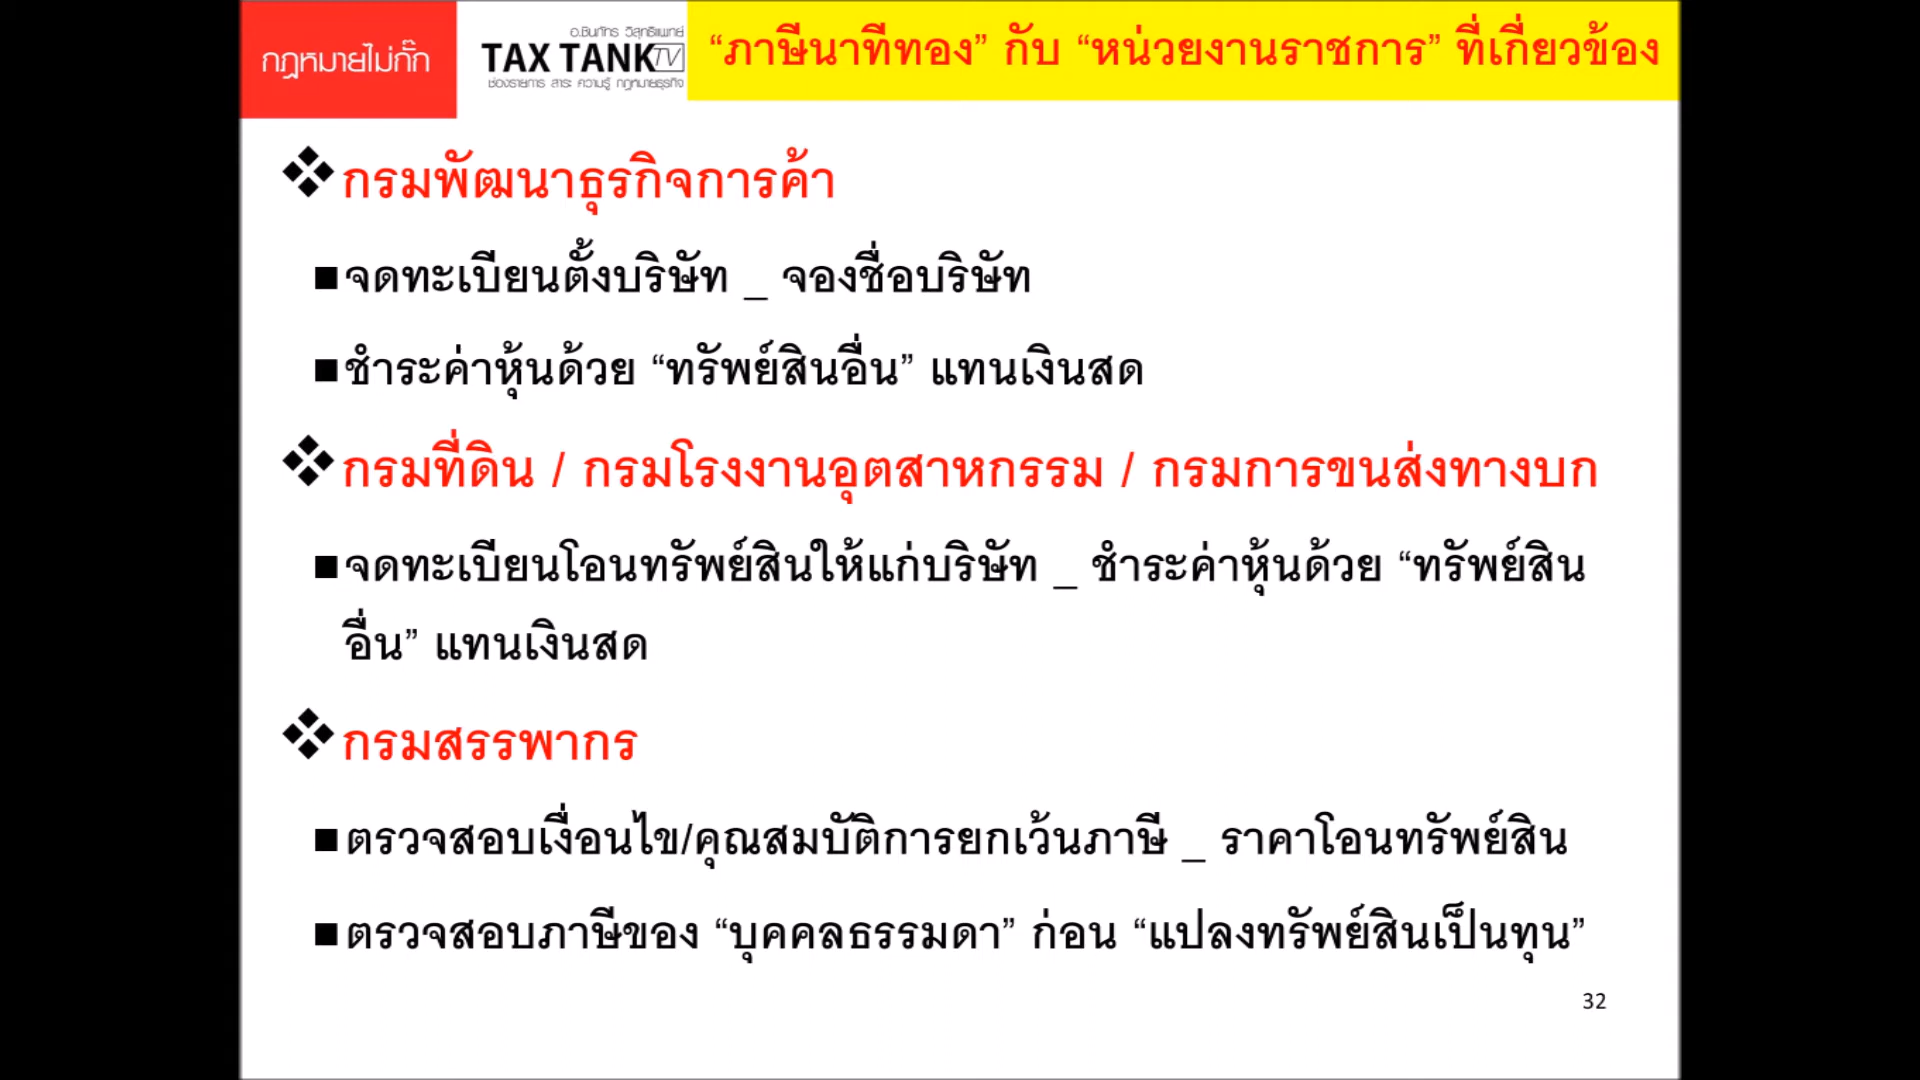 กฎหมายไม่กั๊ก
อ.ชินภัทร วิสุทธิแพทย์
TAX TANK TV
ช่องรายการ สาระ ความรู้ กฎหมายธุรกิจ
“ภาษีนาทีทอง” กับ “หน่วยงานราชการ” ที่เกี่ยวข้อง
❖กรมพัฒนาธุรกิจการค้า
■จดทะเบียนตั้งบริษัท _ จองชื่อบริษัท
■ชำระค่าหุ้นด้วย “ทรัพย์สินอื่น” แทนเงินสด
❖กรมที่ดิน / กรมโรงงานอุตสาหกรรม / กรมการขนส่งทางบก
■จดทะเบียนโอนทรัพย์สินให้แก่บริษัท _ ชำระค่าหุ้นด้วย “ทรัพย์สิน
อื่น” แทนเงินสด
❖กรมสรรพากร
■ตรวจสอบเงื่อนไข/คุณสมบัติการยกเว้นภาษี _ ราคาโอนทรัพย์สิน
■ตรวจสอบภาษีของ “บุคคลธรรมดา” ก่อน “แปลงทรัพย์สินเป็นทุน”
32